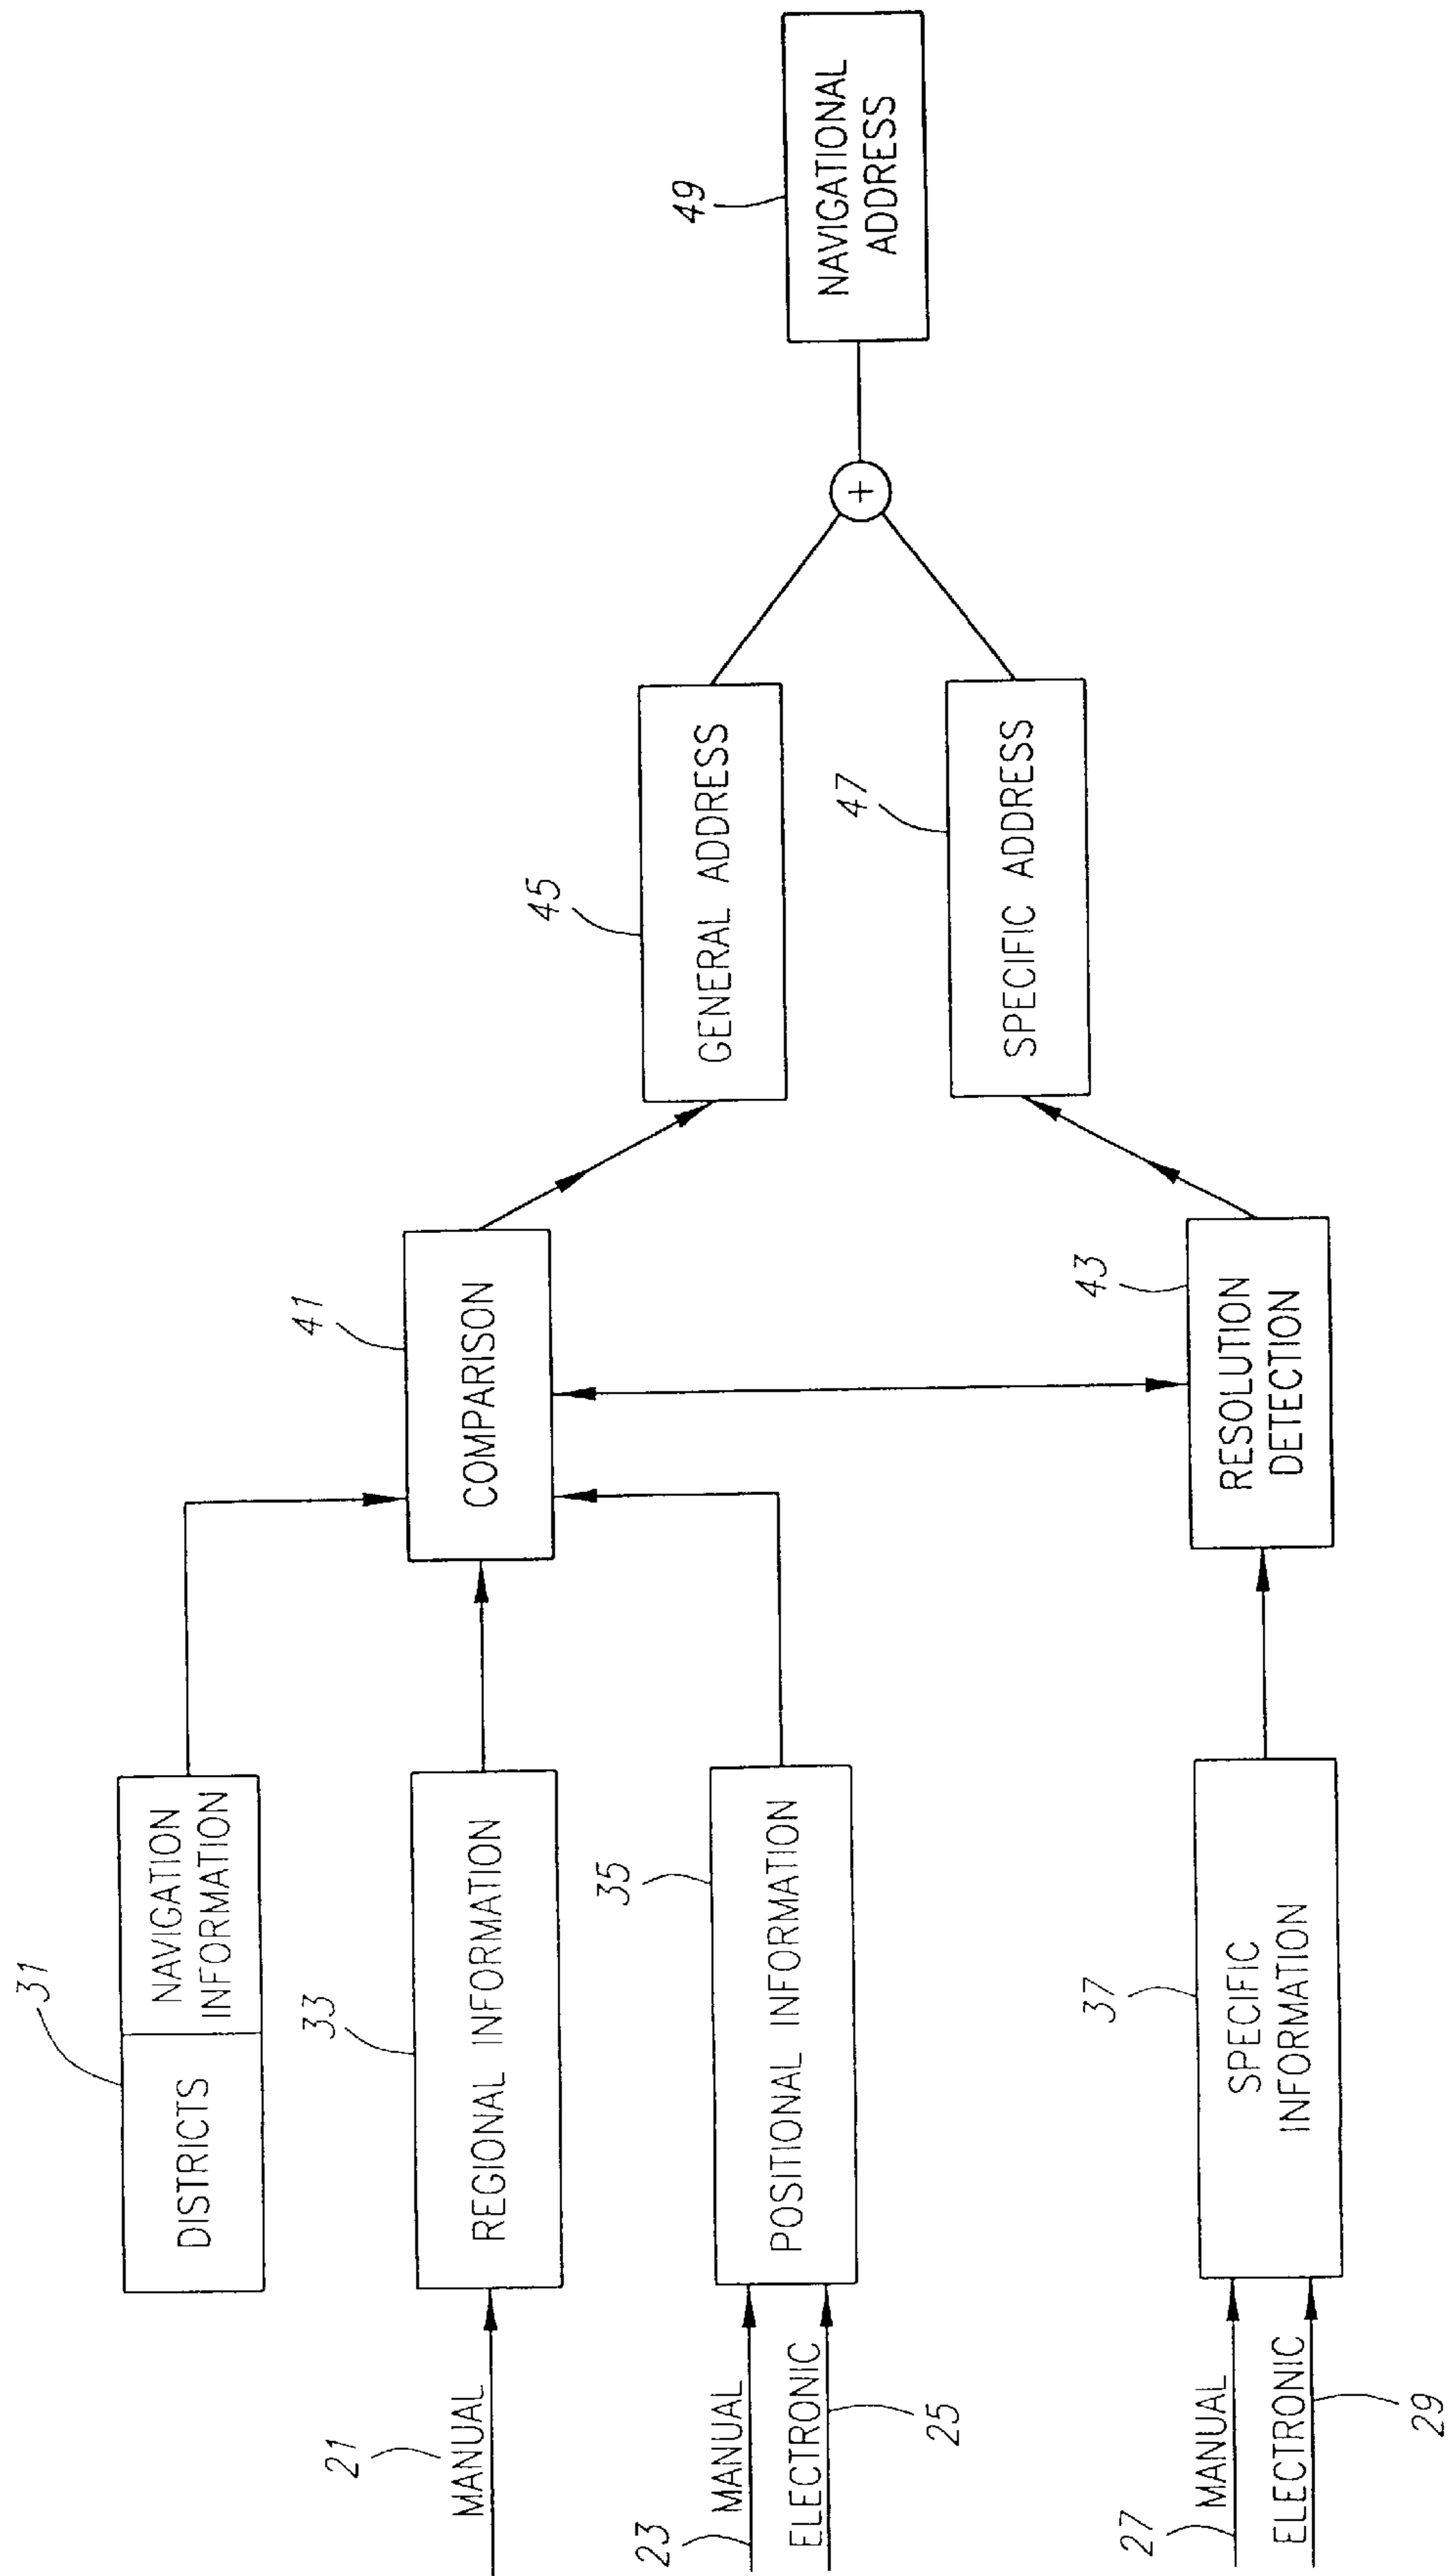 31
DISTRICTS
NAVIGATION
INFORMATION
21
MANUAL
33
REGIONAL INFORMATION
41
COMPARISON
23
MANUAL
ELECTRONIC
25
35
POSITIONAL INFORMATION
45
GENERAL ADDRESS
47
SPECIFIC ADDRESS
+
49
NAVIGATIONAL
ADDRESS
27
MANUAL
ELECTRONIC
29
37
SPECIFIC
INFORMATION
43
RESOLUTION
DETECTION